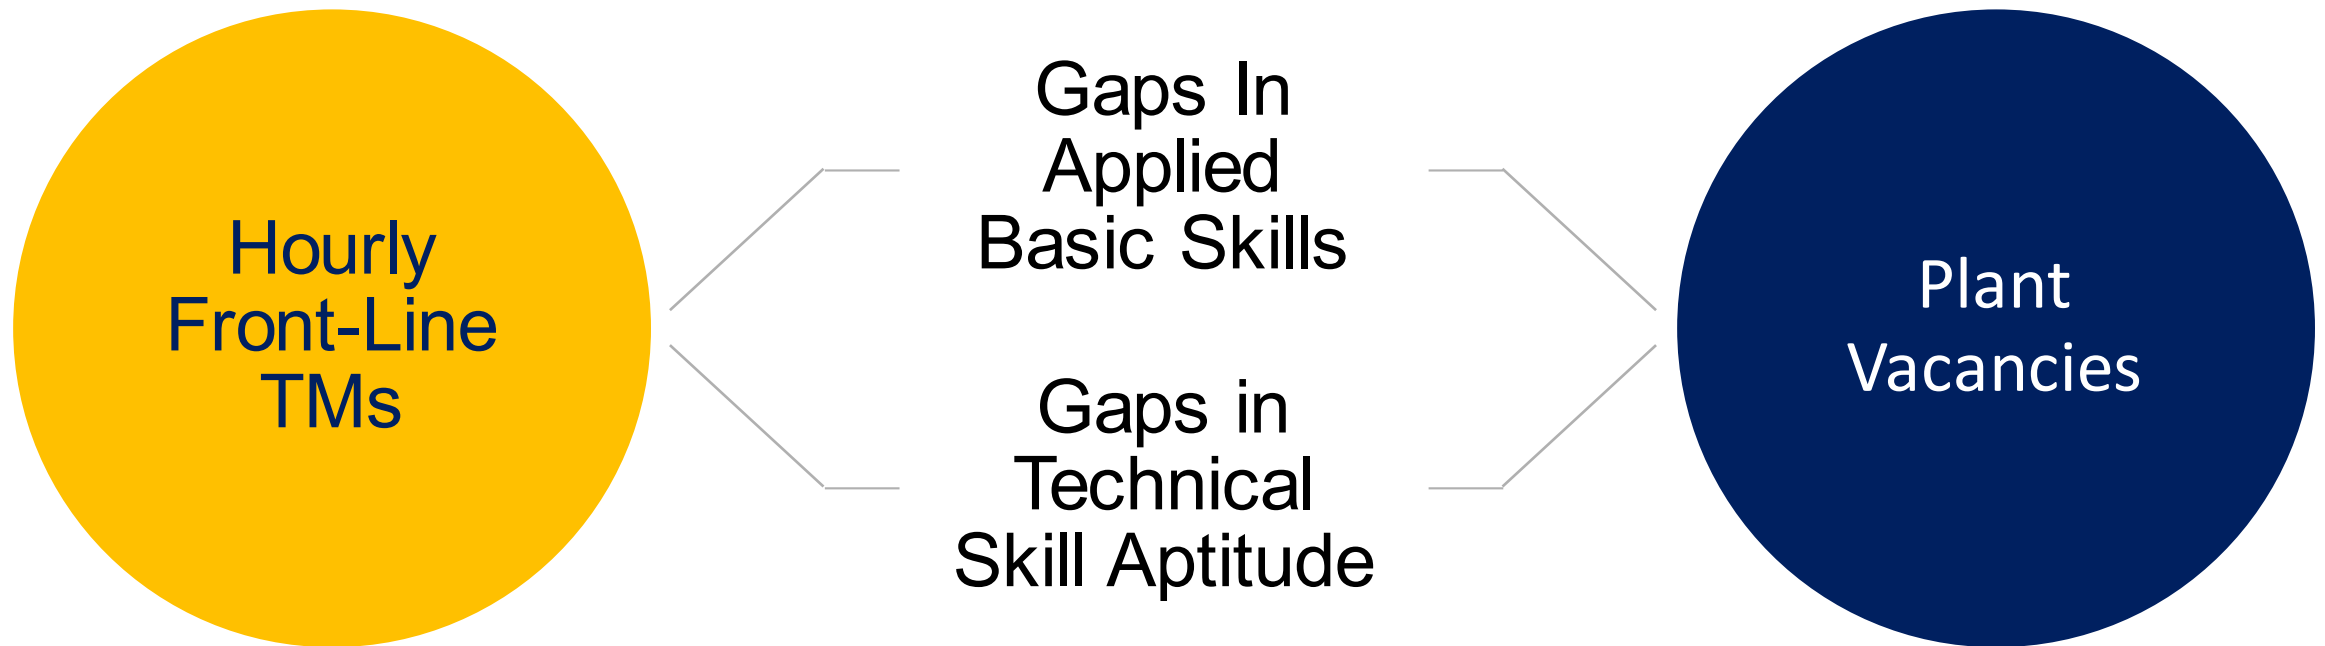 Hourly
Front-Line
TMs
Gaps In
Applied
Basic Skills
Gaps in
Technical
Skill Aptitude
Plant
Vacancies